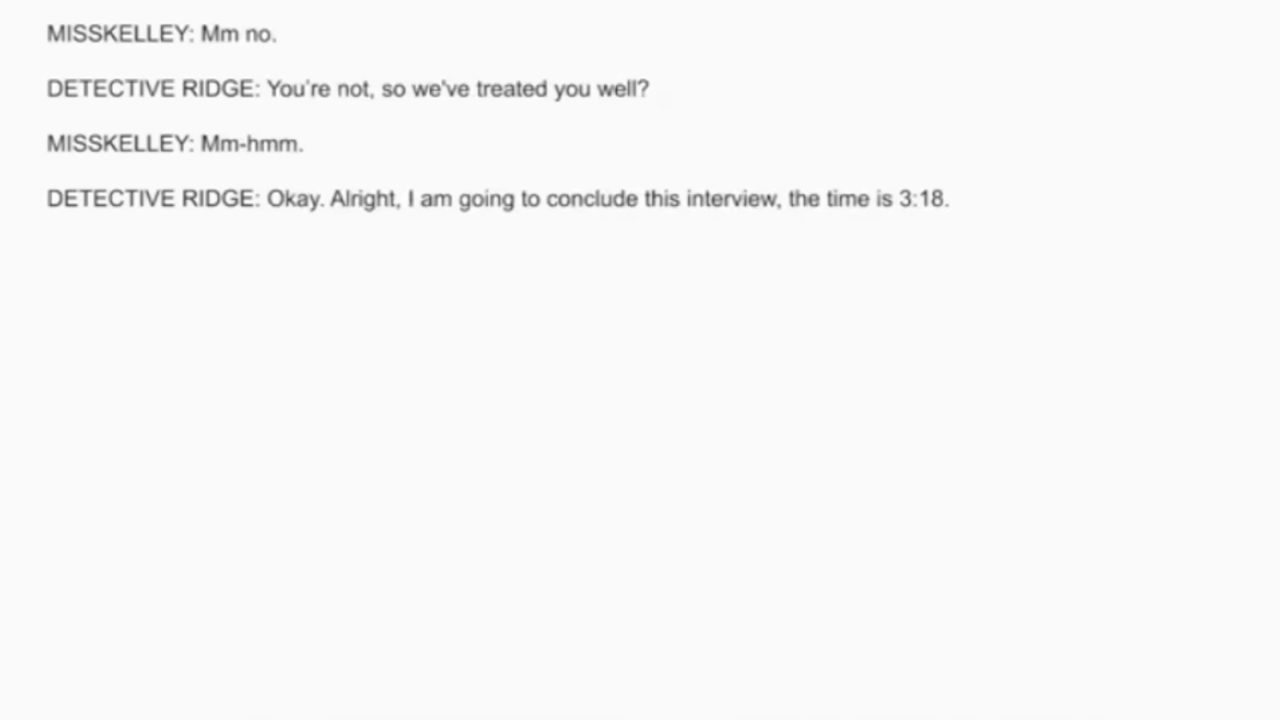 MISSKELLEY: Mm no.
DETECTIVE RIDGE: You're not, so we've treated you well?
MISSKELLEY: Mm-hmm.
DETECTIVE RIDGE: Okay. Alright, I am going to conclude this interview, the time is 3:18.